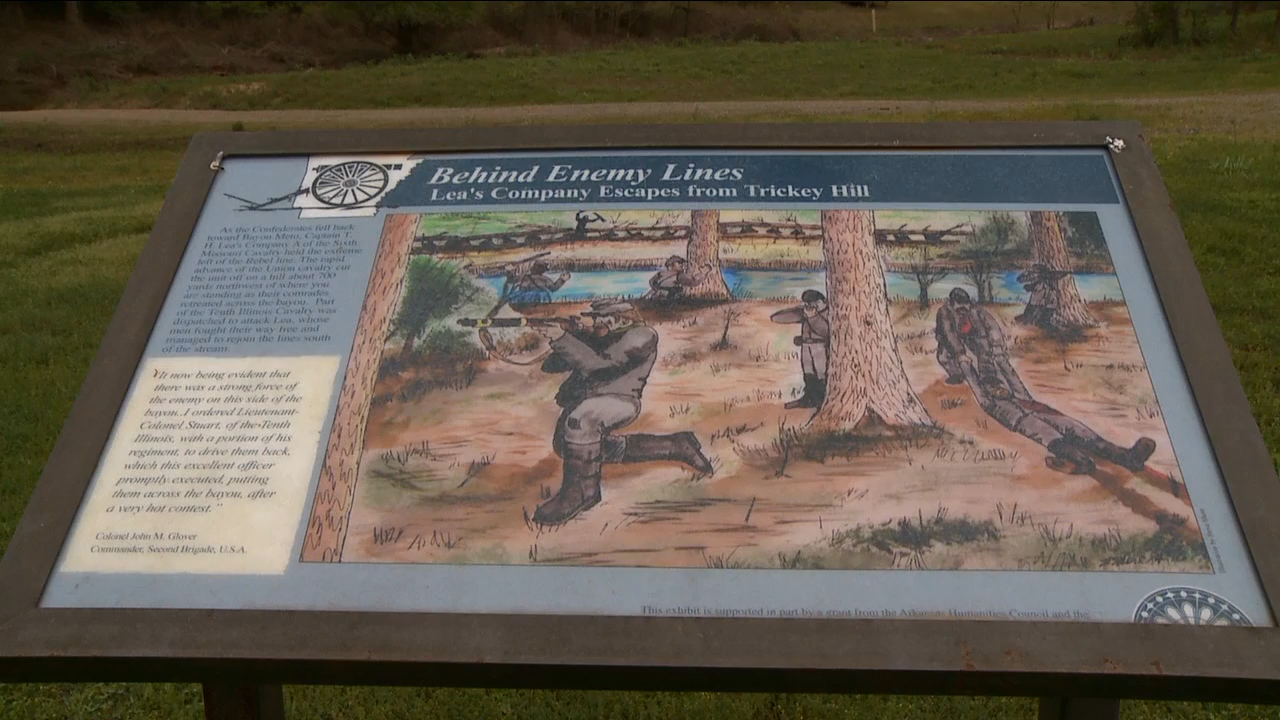 Behind Enemy Lines
Lea's Company Escapes from Trickey Hill
As the Confederates fell back
toward Bayou Meto, Captain T.
H. Lea's Company A of the Sixth
Missouri Cavalry held the extreme
left of the Rebel line. The rapid
advance of the Union cavalry cut
the unit off on a hill about 700
yards northwest of where you
are standing as their comrades
retreated across the bayou. Part
of the Tenth Illinois Cavalry was
dispatched to attack Lea, whose
men fought their way free and
managed to rejoin the lines south
of the stream.
"It now being evident that
there was a strong force of
the enemy on this side of the
bayou, I ordered Lieutenant-
Colonel Stuart, of the Tenth
Illinois, with a portion of his
regiment, to drive them back,
which this excellent officer
promptly executed, putting
them across the bayou, after
a very hot contest."
Colonel John M. Glover
Commander, Second Brigade, U.S.A.
This exhibit is supported in part by a grant from the Arkansas Humanities Council and the